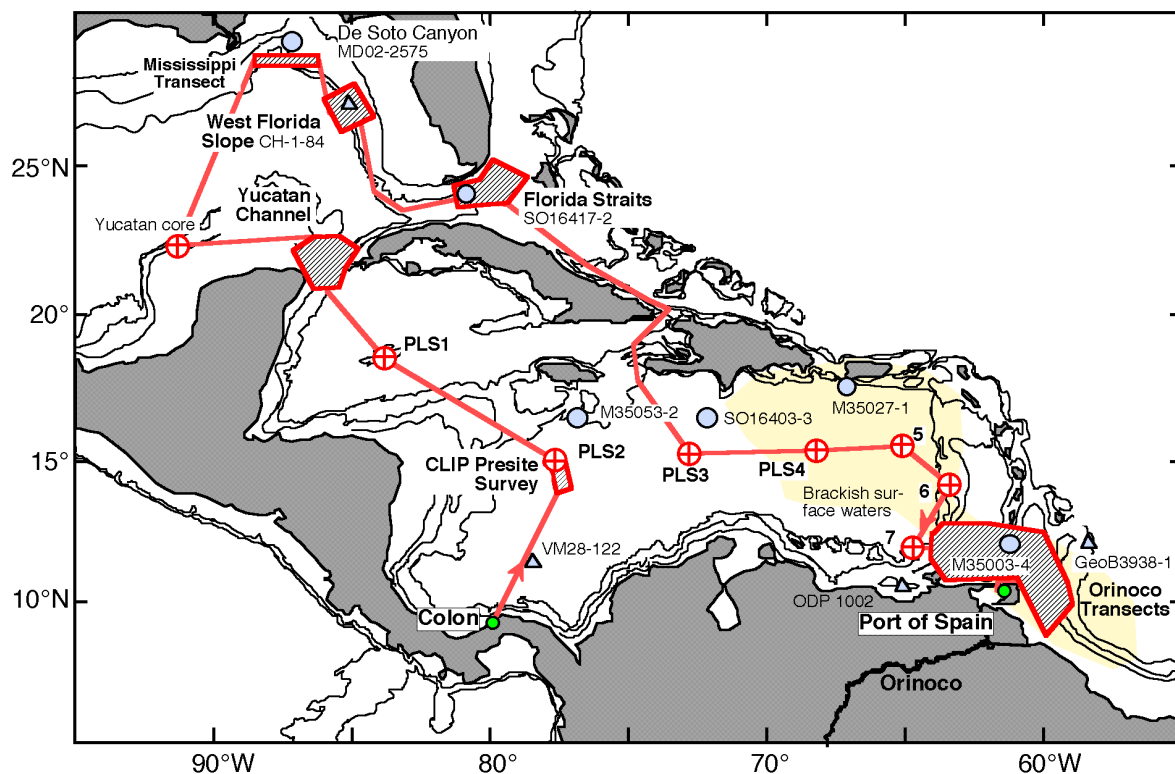 De Soto Canyon
MD02-2575
Mississippi
Transect
West Florida
Slope CH-1-84
25°N
Yucatan
Channel
Florida Straits
SO16417-2
Yucatan core
20°
PLS1
M35053-2
SO16403-3
M35027-1
5
PLS2
15°
CLIP Presite
Survey
PLS3
PLS4
6
Brackish sur-
face waters
7
VM28-122
M35003-4
GeoB3938-1
ODP 1002
Orinoco
Transects
10°N
Colon
Port of Spain
Orinoco
90°W
80°
70°
60°W